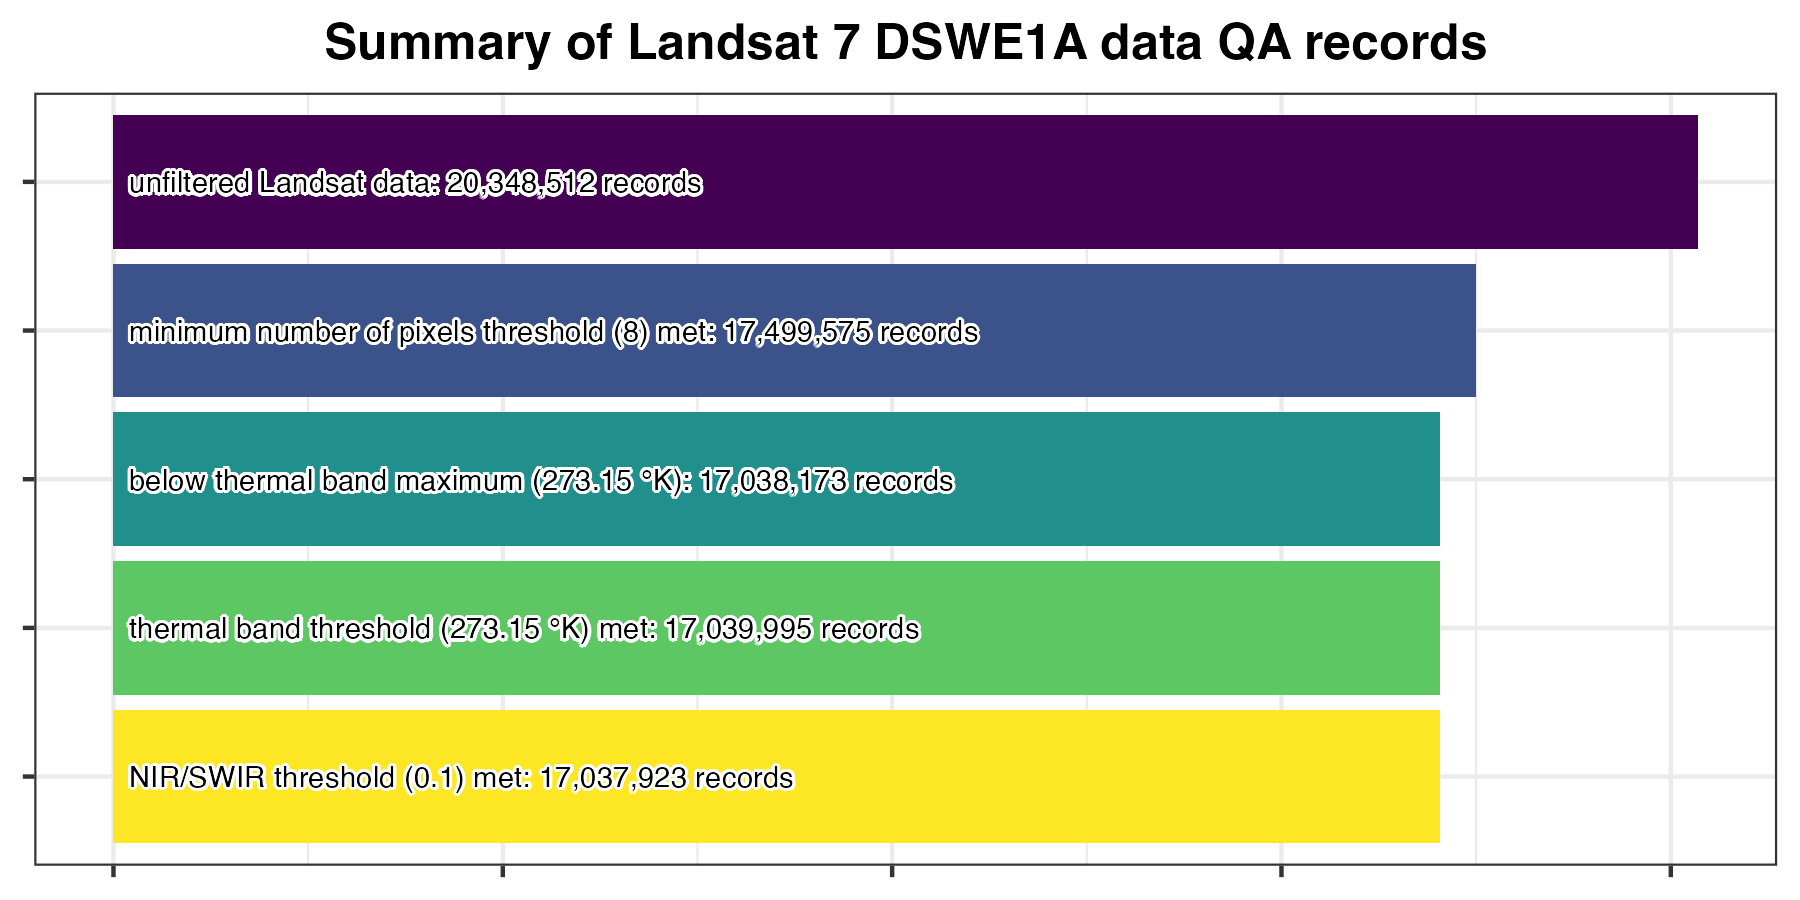 Summary of Landsat 7 DSWE1A data QA records
unfiltered Landsat data: 20,348,512 records
minimum number of pixels threshold (8) met: 17,499,575 records
below thermal band maximum (273.15 °K): 17,038,173 records
thermal band threshold (273.15 °K) met: 17,039,995 records
NIR/SWIR threshold (0.1) met: 17,037,923 records